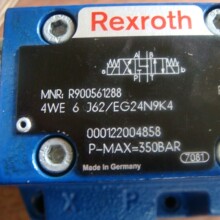 Rexroth
MNR: R900561288
4WE 6 J62/EG24N9K4
000122004858
P-MAX=350BAR
Made in Germany
7081
X P